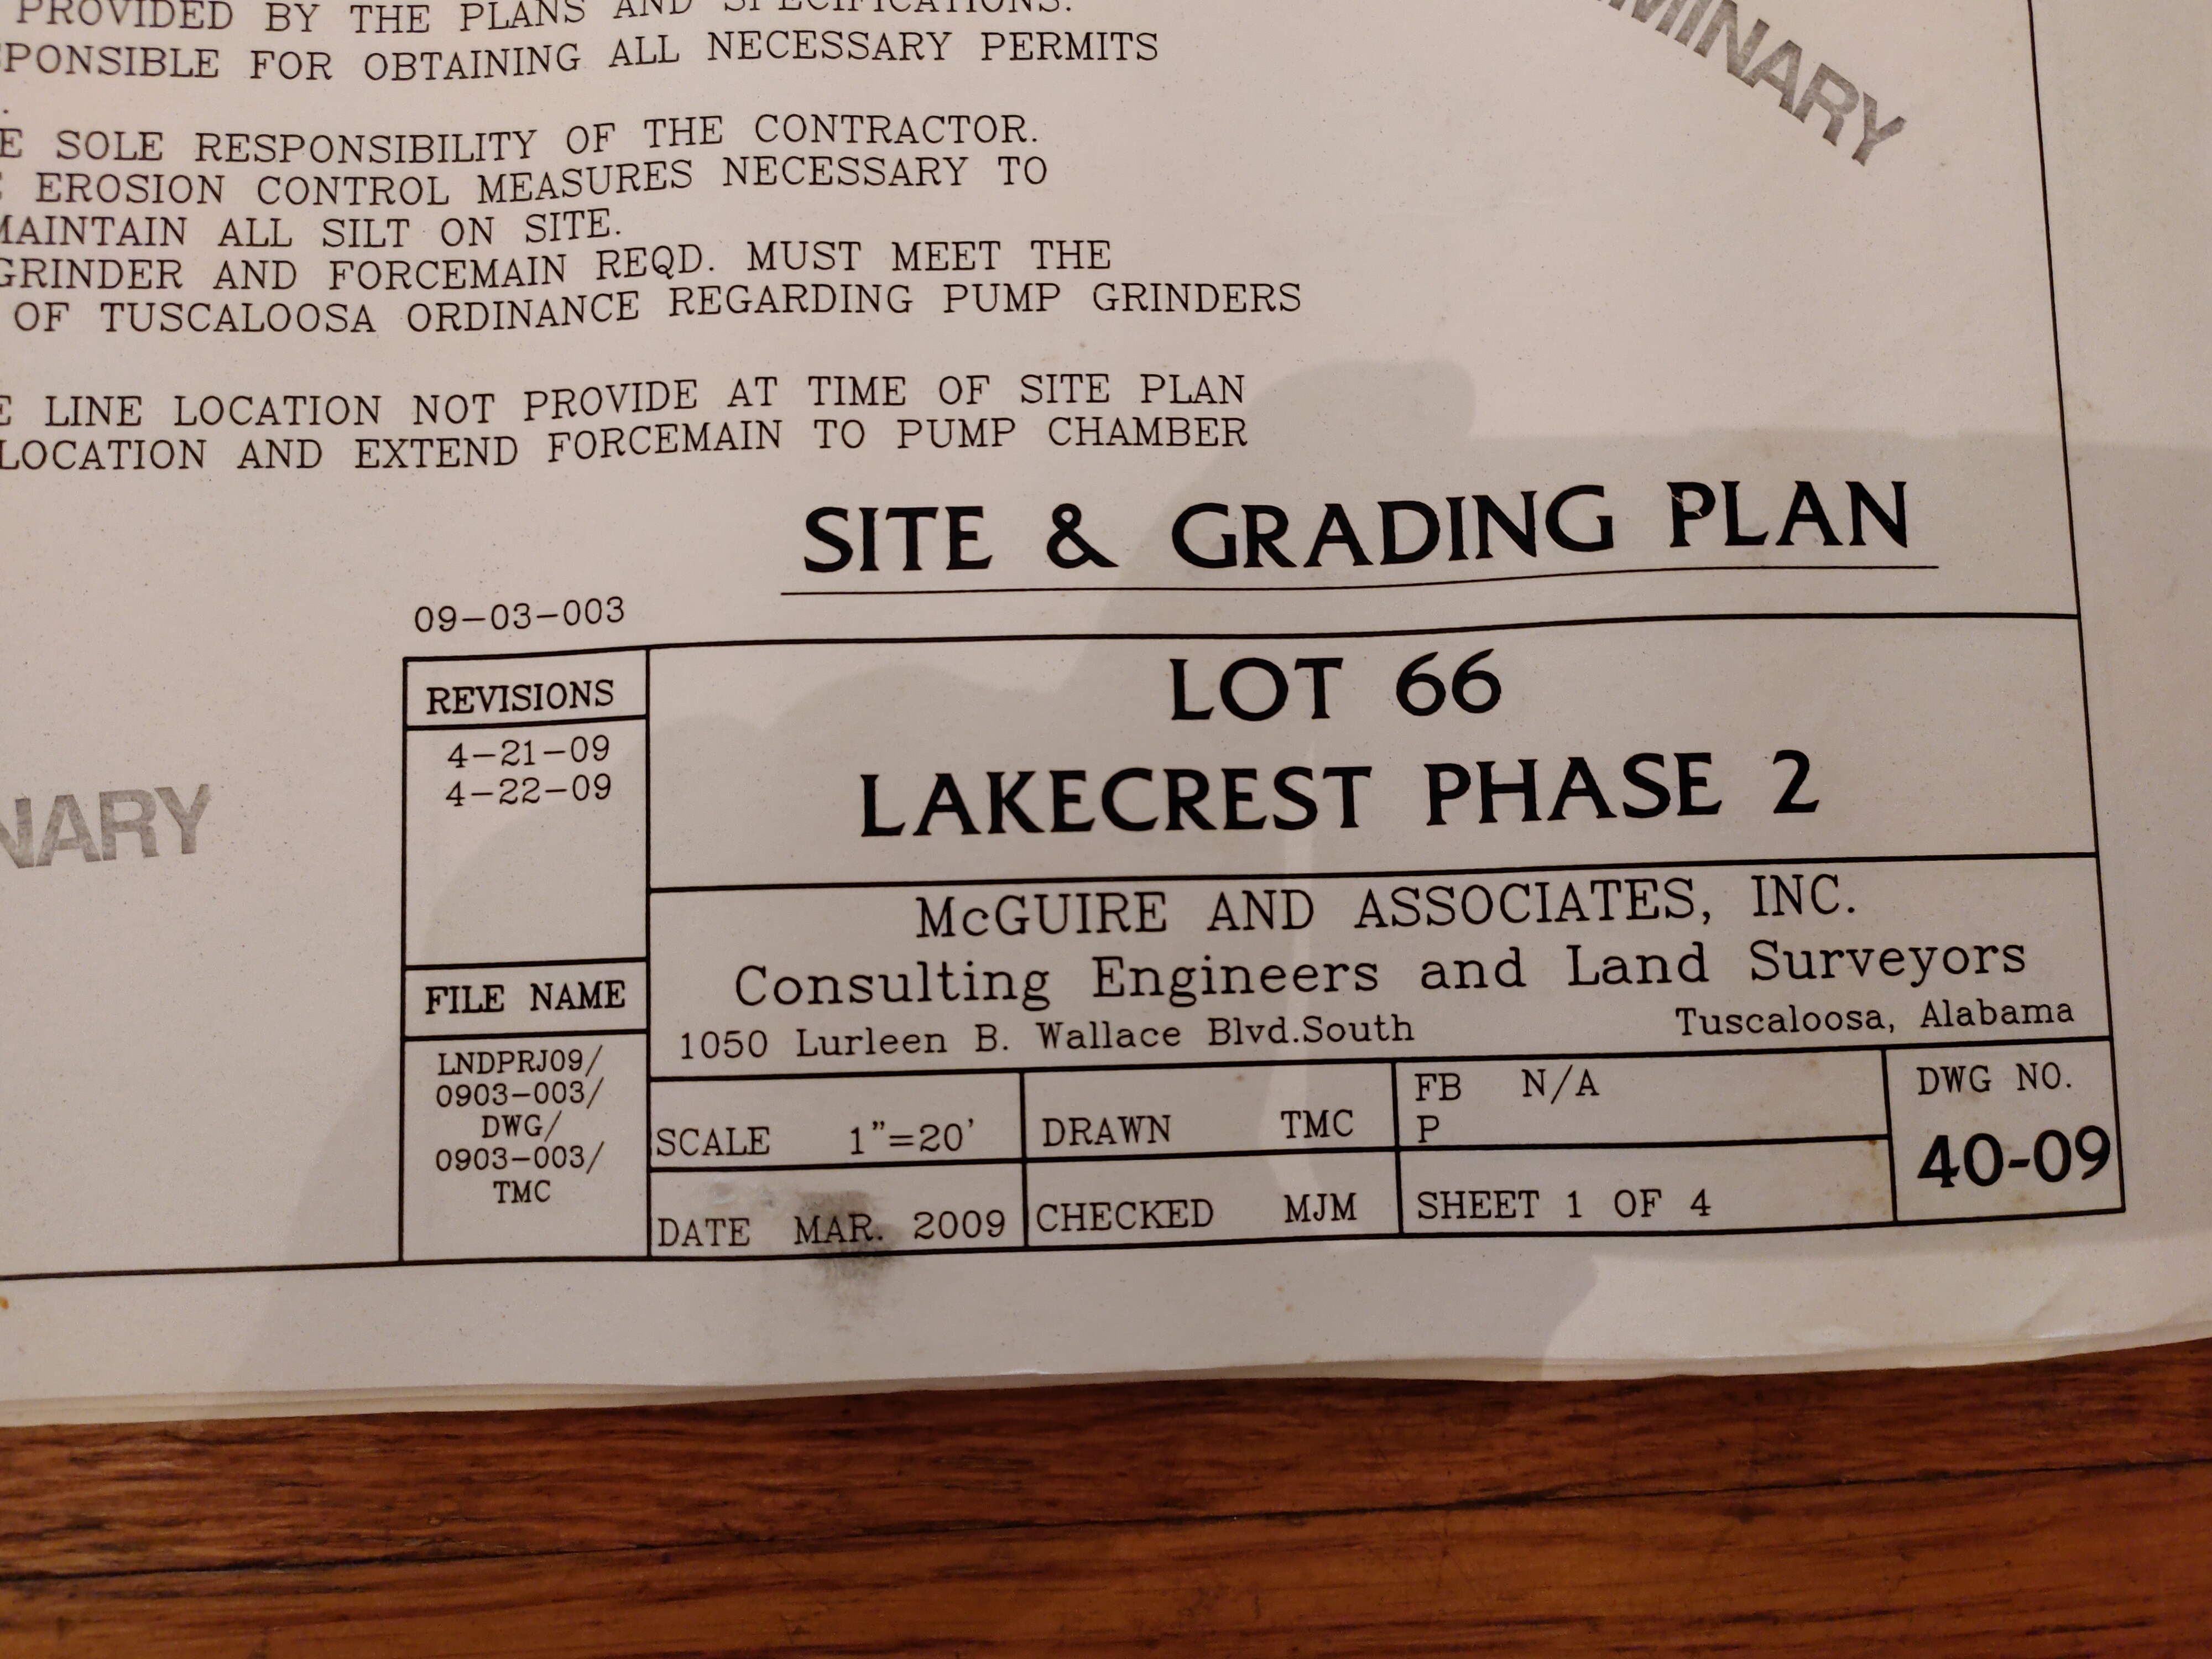 PROVIDED BY THE PLANS AND SPECIFICATIONS.
FOR OBTAINING ALL NECESSARY PERMITS
SOLE RESPONSIBILITY OF THE CONTRACTOR.
EROSION CONTROL MEASURES NECESSARY TO
MAINTAIN ALL SILT ON SITE.
GRINDER AND FORCEMAIN REQD. MUST MEET THE
OF TUSCALOOSA ORDINANCE REGARDING PUMP GRINDERS
LINE LOCATION NOT PROVIDE AT TIME OF SITE PLAN
LOCATION AND EXTEND FORCEMAIN TO PUMP CHAMBER
SITE & GRADING PLAN
09-03-003
REVISIONS
4-21-09
4-22-09
FILE NAME
LNDPRJ09/
0903-003/
DWG/
0903-003/
TMC
LOT 66
LAKECREST PHASE 2
McGUIRE AND ASSOCIATES, INC.
Consulting Engineers and Land Surveyors
1050 Lurleen B. Wallace Blvd.South Tuscaloosa, Alabama
SCALE 1"=20'
DRAWN TMC
FB N/A
P
DWG NO.
40-09
DATE MAR. 2009
CHECKED MJM
SHEET 1 OF 4